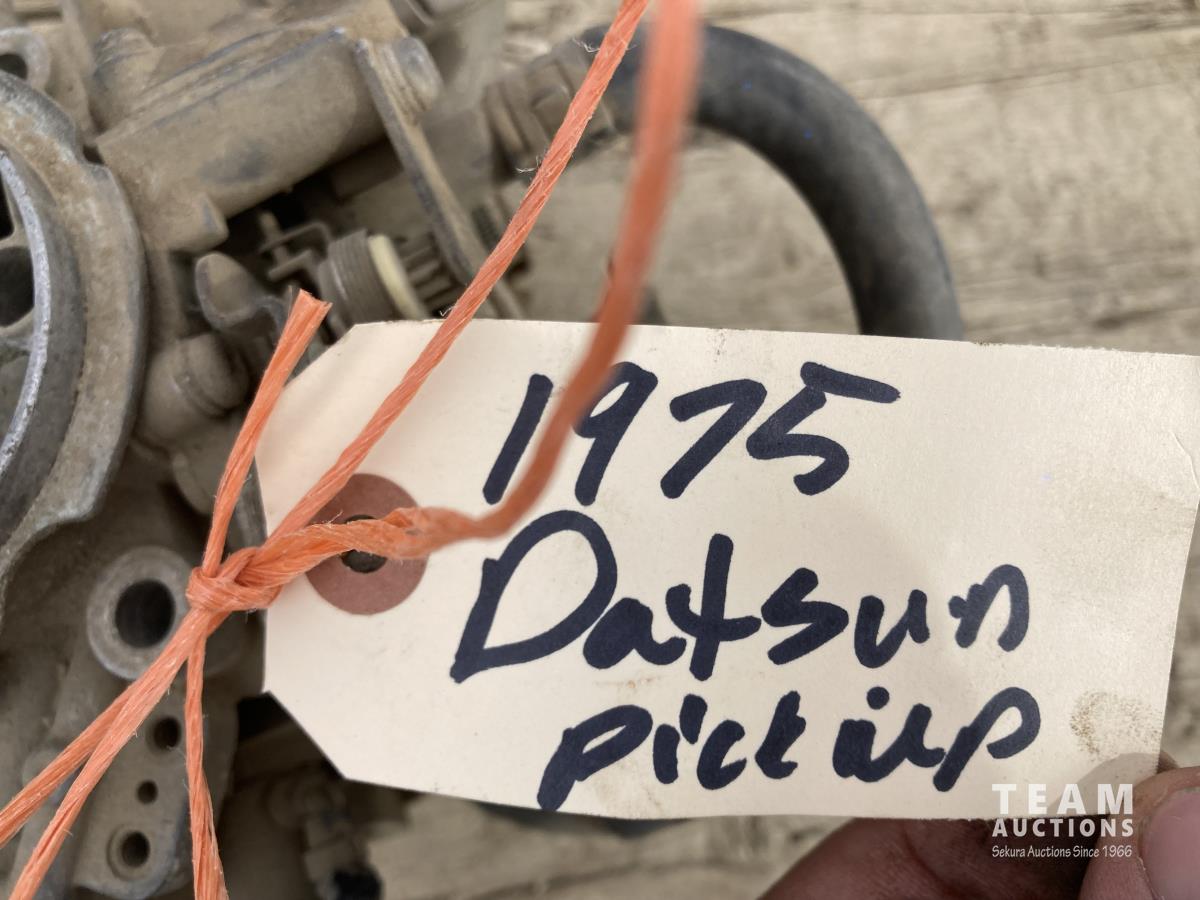 1975
Datsun
pickup
TEAM
AUCTIONS
Sekura Auctions Since 1966